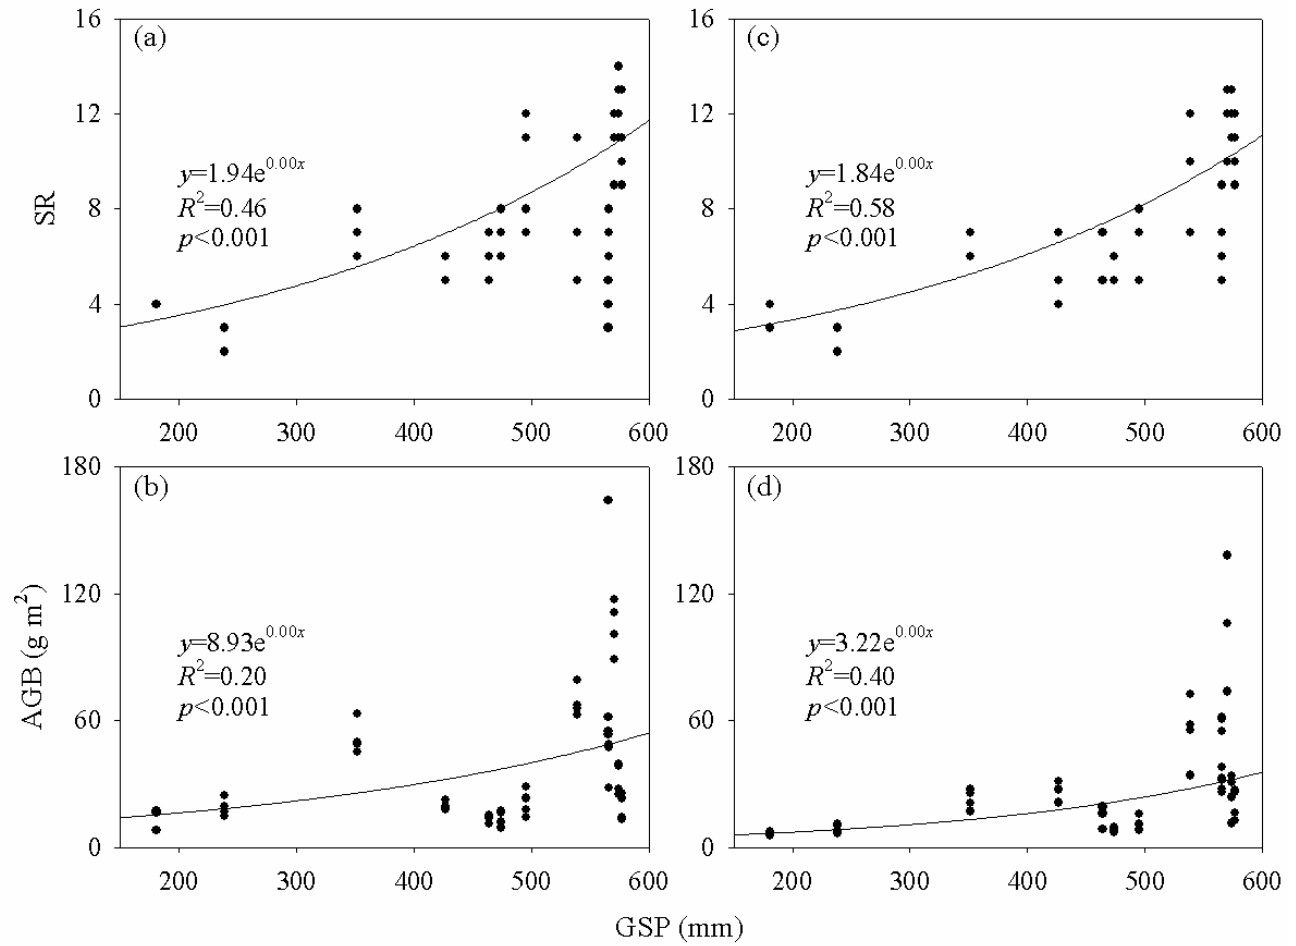 16
(a)
12
8
4
0
SR
y=1.94e^0.00x
R²=0.46
p<0.001
200 300 400 500 600
16
(c)
12
8
4
0
y=1.84e^0.00x
R²=0.58
p<0.001
200 300 400 500 600
180
(b)
120
60
0
AGB (g m²)
y=8.93e^0.00x
R²=0.20
p<0.001
200 300 400 500 600
180
(d)
120
60
0
y=3.22e^0.00x
R²=0.40
p<0.001
200 300 400 500 600
GSP (mm)